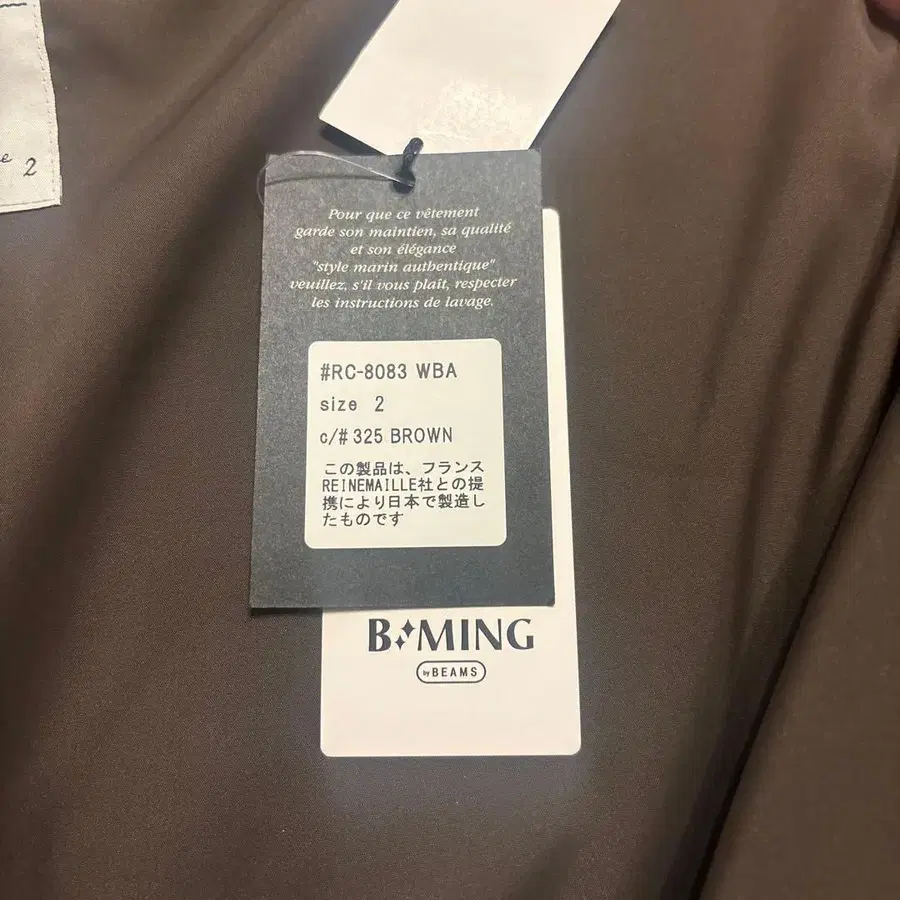 2
Pour que ce vêtement
garde son maintien, sa qualité
et son élégance
"style marin authentique"
veuillez, s'il vous plaît, respecter
les instructions de lavage.
#RC-8083 WBA
size 2
c/# 325 BROWN
この製品は、フランス
REINEMAILLE社との提
携により日本で製造し
たものです
B MING
by BEAMS